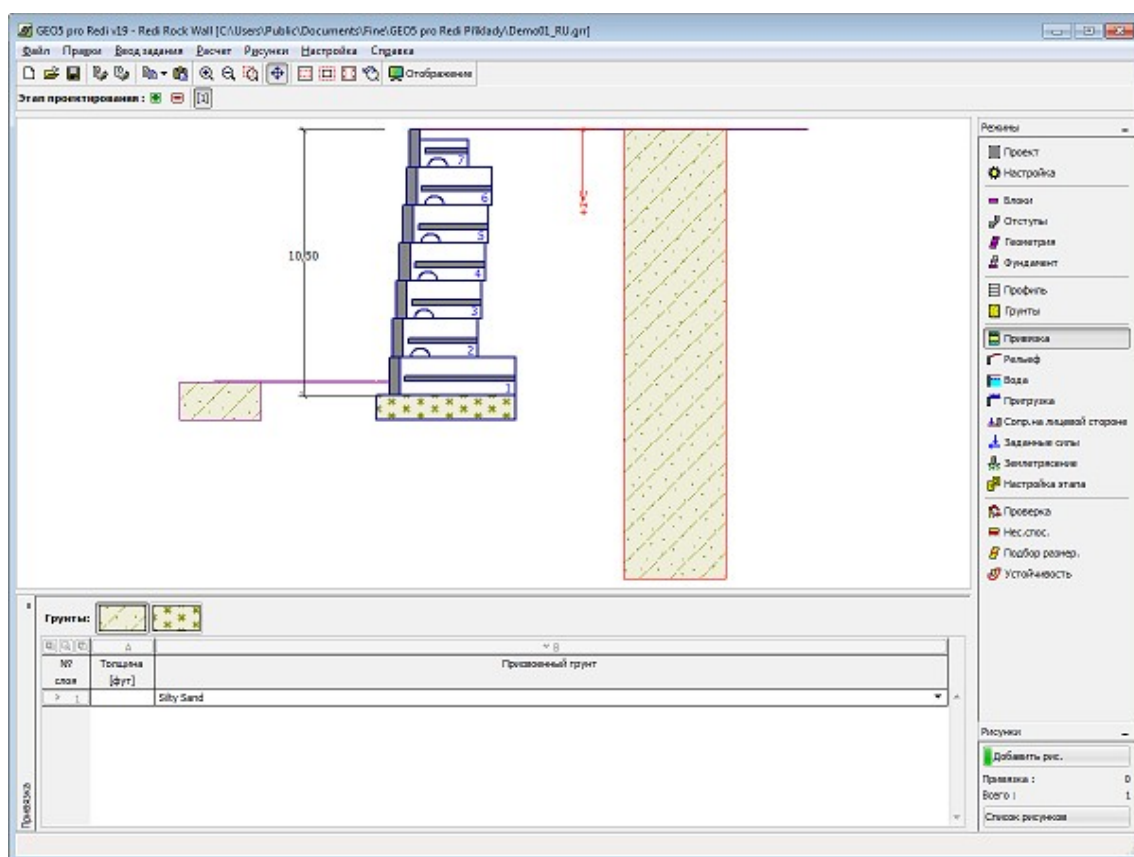 GEO5 pro Redi v19 - Redi Rock Wall [C:\Users\Public\Documents\Fine\GEO5 pro Redi Příklady\Demo01_RU.grr]
Файл Правки Ввод задания Расчет Рисунки Настройка Справка
Отображение
Этап проектирования : [1]
Режимы
Проект
Настройка
Блоки
Отступы
Геометрия
Фундамент
Профиль
Грунты
Привязка
Рельеф
Вода
Пригрузка
Сопр.на лицевой стороне
Заданные силы
Землетрясение
Настройка этапа
Проверка
Нес.спос.
Подбор размер.
Устойчивость
10,50
7
6
5
4
3
2
1
+z
Грунты:
A B
№ слоя
Толщина [фут]
Присвоенный грунт
1 Silty Sand
Привязка
Рисунки
Добавить рис.
Привязка : 0
Всего : 1
Список рисунков